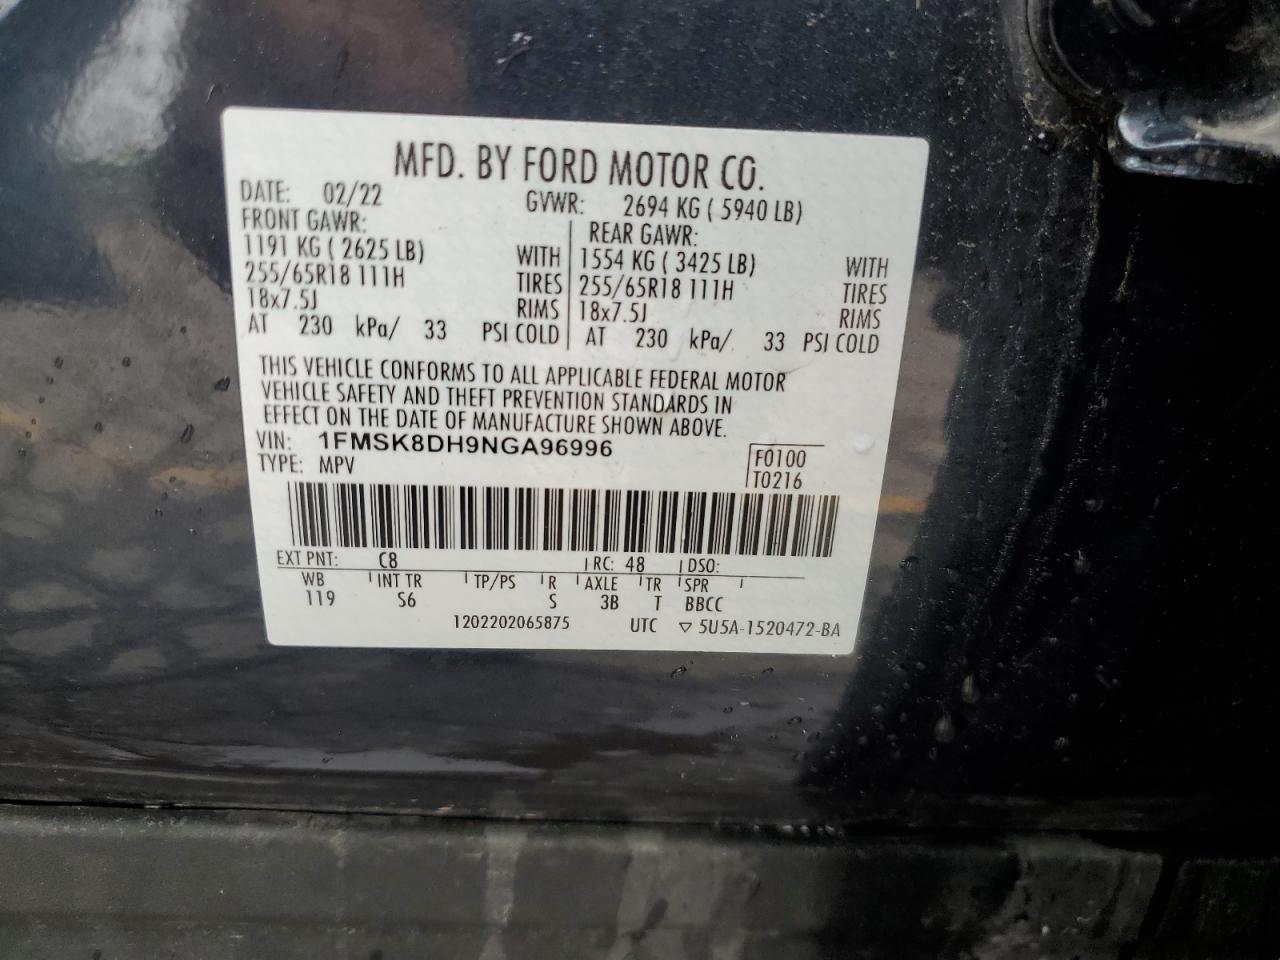 MFD. BY FORD MOTOR CO.
DATE: 02/22 GVWR: 2694 KG ( 5940 LB)
FRONT GAWR: REAR GAWR:
1191 KG ( 2625 LB) WITH 1554 KG ( 3425 LB) WITH
255/65R18 111H TIRES 255/65R18 111H TIRES
18x7.5J RIMS 18x7.5J RIMS
AT 230 kPa/ 33 PSI COLD AT 230 kPa/ 33 PSI COLD
THIS VEHICLE CONFORMS TO ALL APPLICABLE FEDERAL MOTOR
VEHICLE SAFETY AND THEFT PREVENTION STANDARDS IN
EFFECT ON THE DATE OF MANUFACTURE SHOWN ABOVE.
VIN: 1FMSK8DH9NGA96996
TYPE: MPV
F0100
T0216
EXT PNT: C8 RC: 48 DSO:
WB INT TR TP/PS R AXLE TR SPR
119 S6 S 3B T BBCC
1202202065875 UTC ▽ 5U5A-1520472-BA